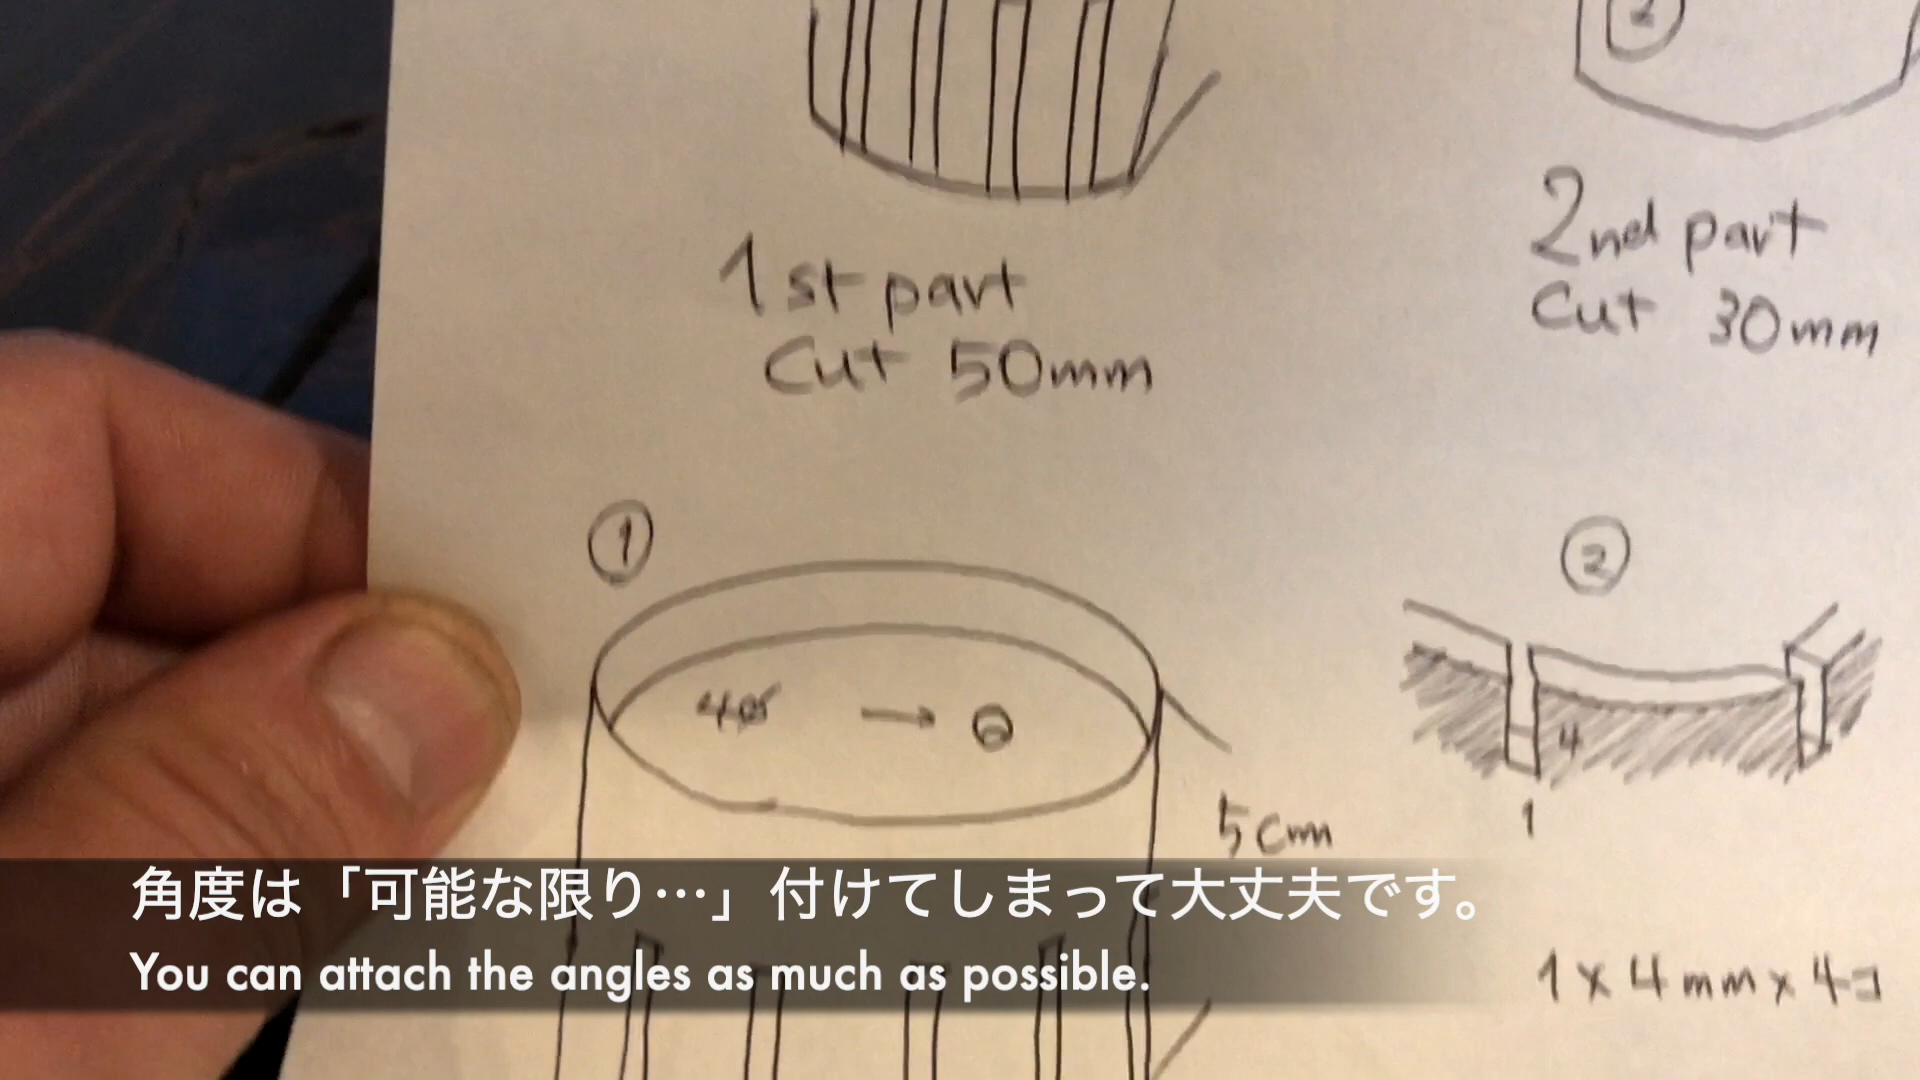 2
2nd part
Cut 30mm
1st part
Cut 50mm
1
2
4
5cm
1
1×4mm×4コ
角度は「可能な限り…」付けてしまって大丈夫です。
You can attach the angles as much as possible.